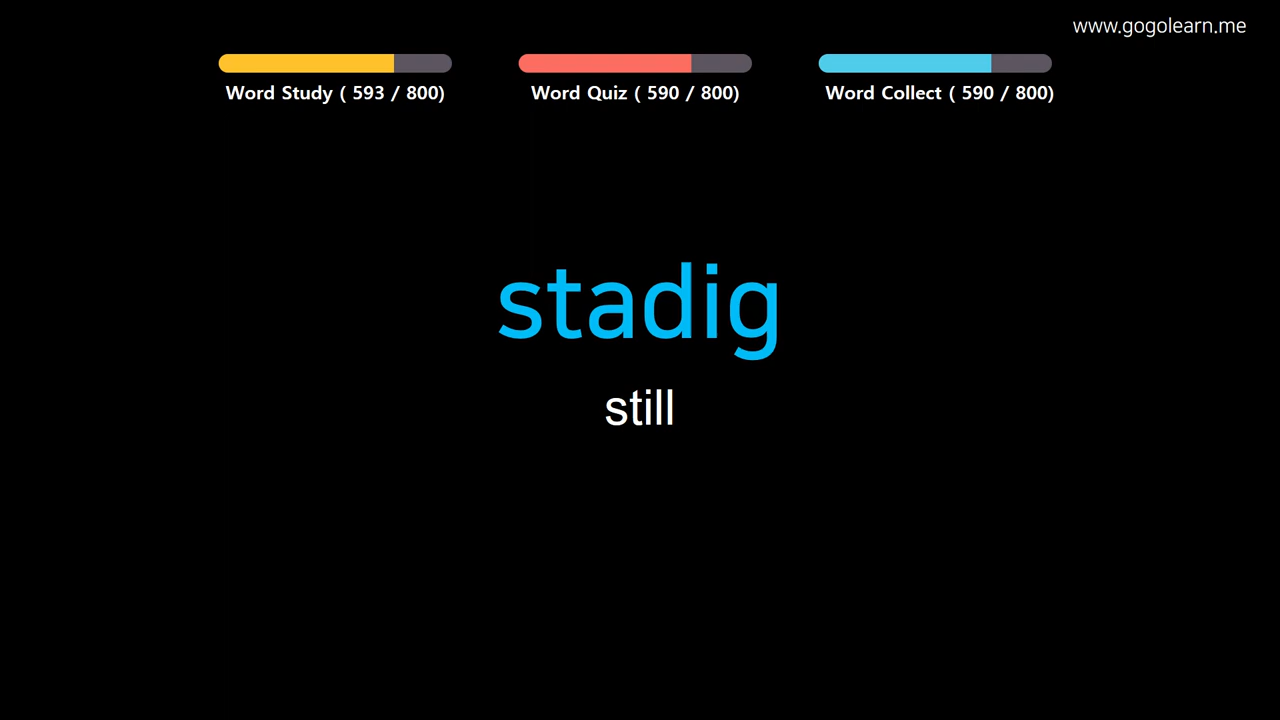 www.gogolearn.me
Word Study ( 593 / 800)
Word Quiz ( 590 / 800)
Word Collect ( 590 / 800)
stadig
still